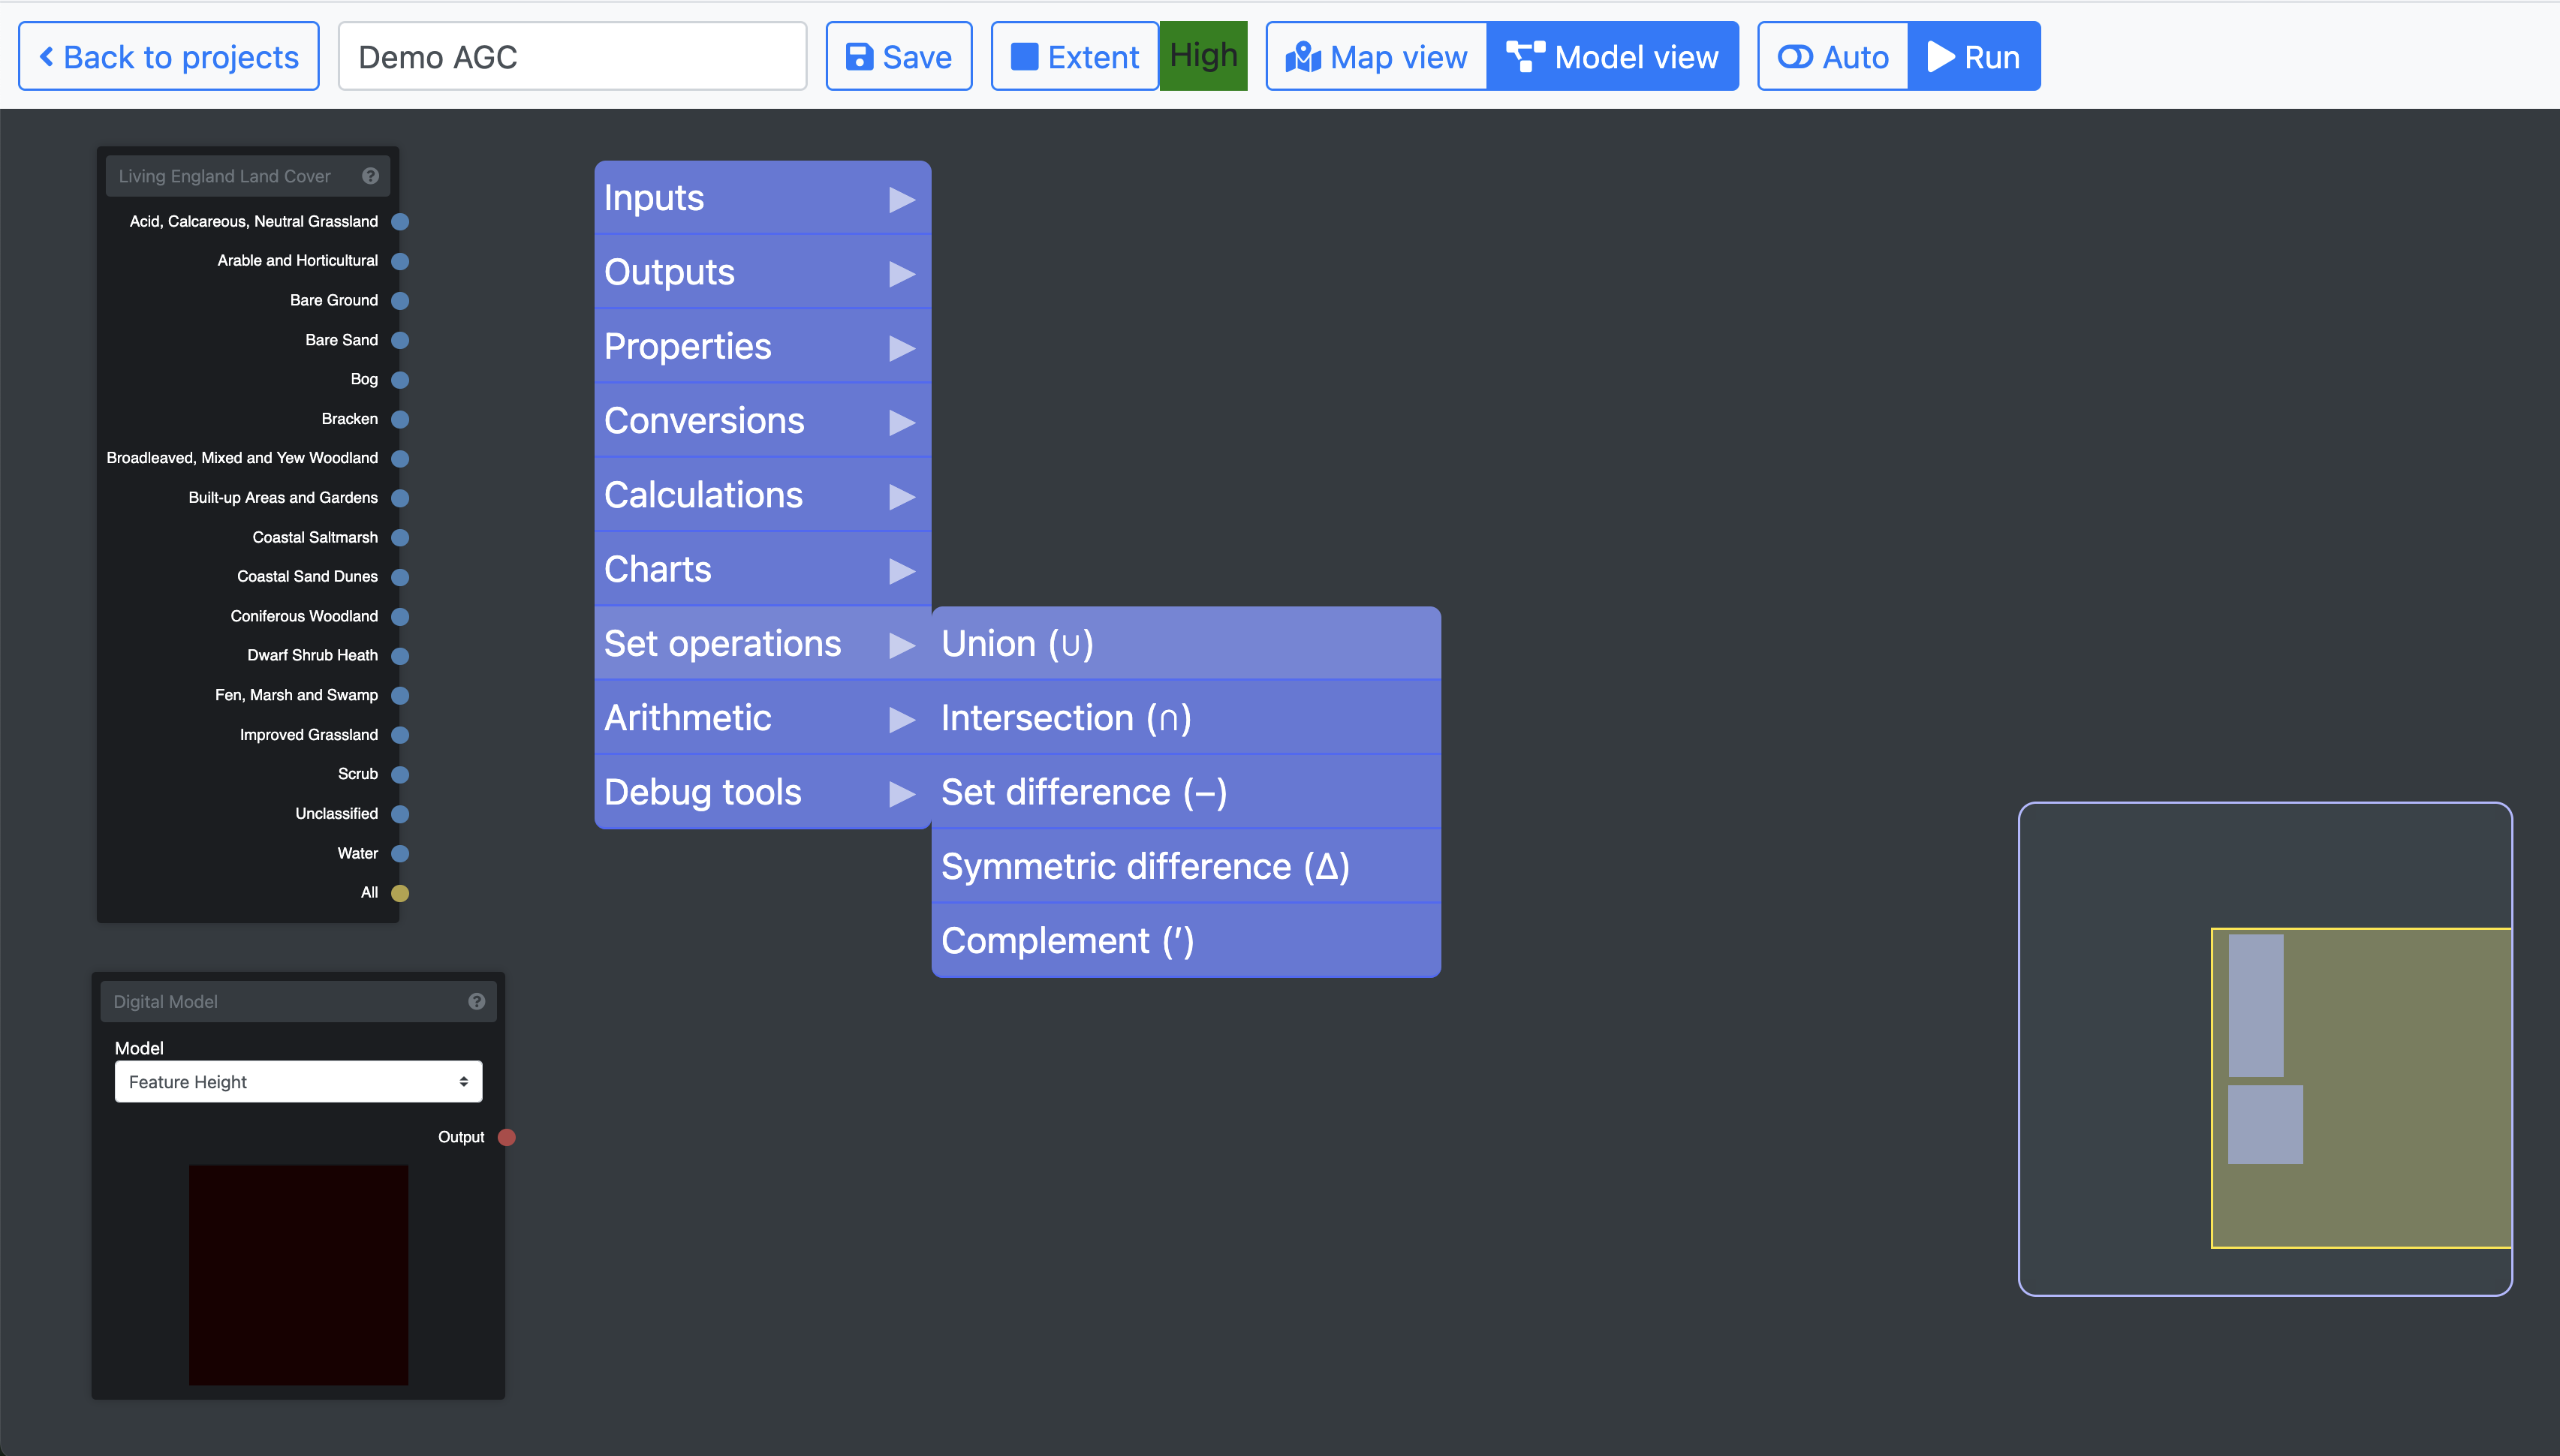 Back to projects
Demo AGC
Save
Extent
High
Map view
Model view
Auto
Run
Living England Land Cover
Acid, Calcareous, Neutral Grassland
Arable and Horticultural
Bare Ground
Bare Sand
Bog
Bracken
Broadleaved, Mixed and Yew Woodland
Built-up Areas and Gardens
Coastal Saltmarsh
Coastal Sand Dunes
Coniferous Woodland
Dwarf Shrub Heath
Fen, Marsh and Swamp
Improved Grassland
Scrub
Unclassified
Water
All
Digital Model
Model
Feature Height
Output
Inputs
Outputs
Properties
Conversions
Calculations
Charts
Set operations
Arithmetic
Debug tools
Union (∪)
Intersection (∩)
Set difference (−)
Symmetric difference (Δ)
Complement (′)